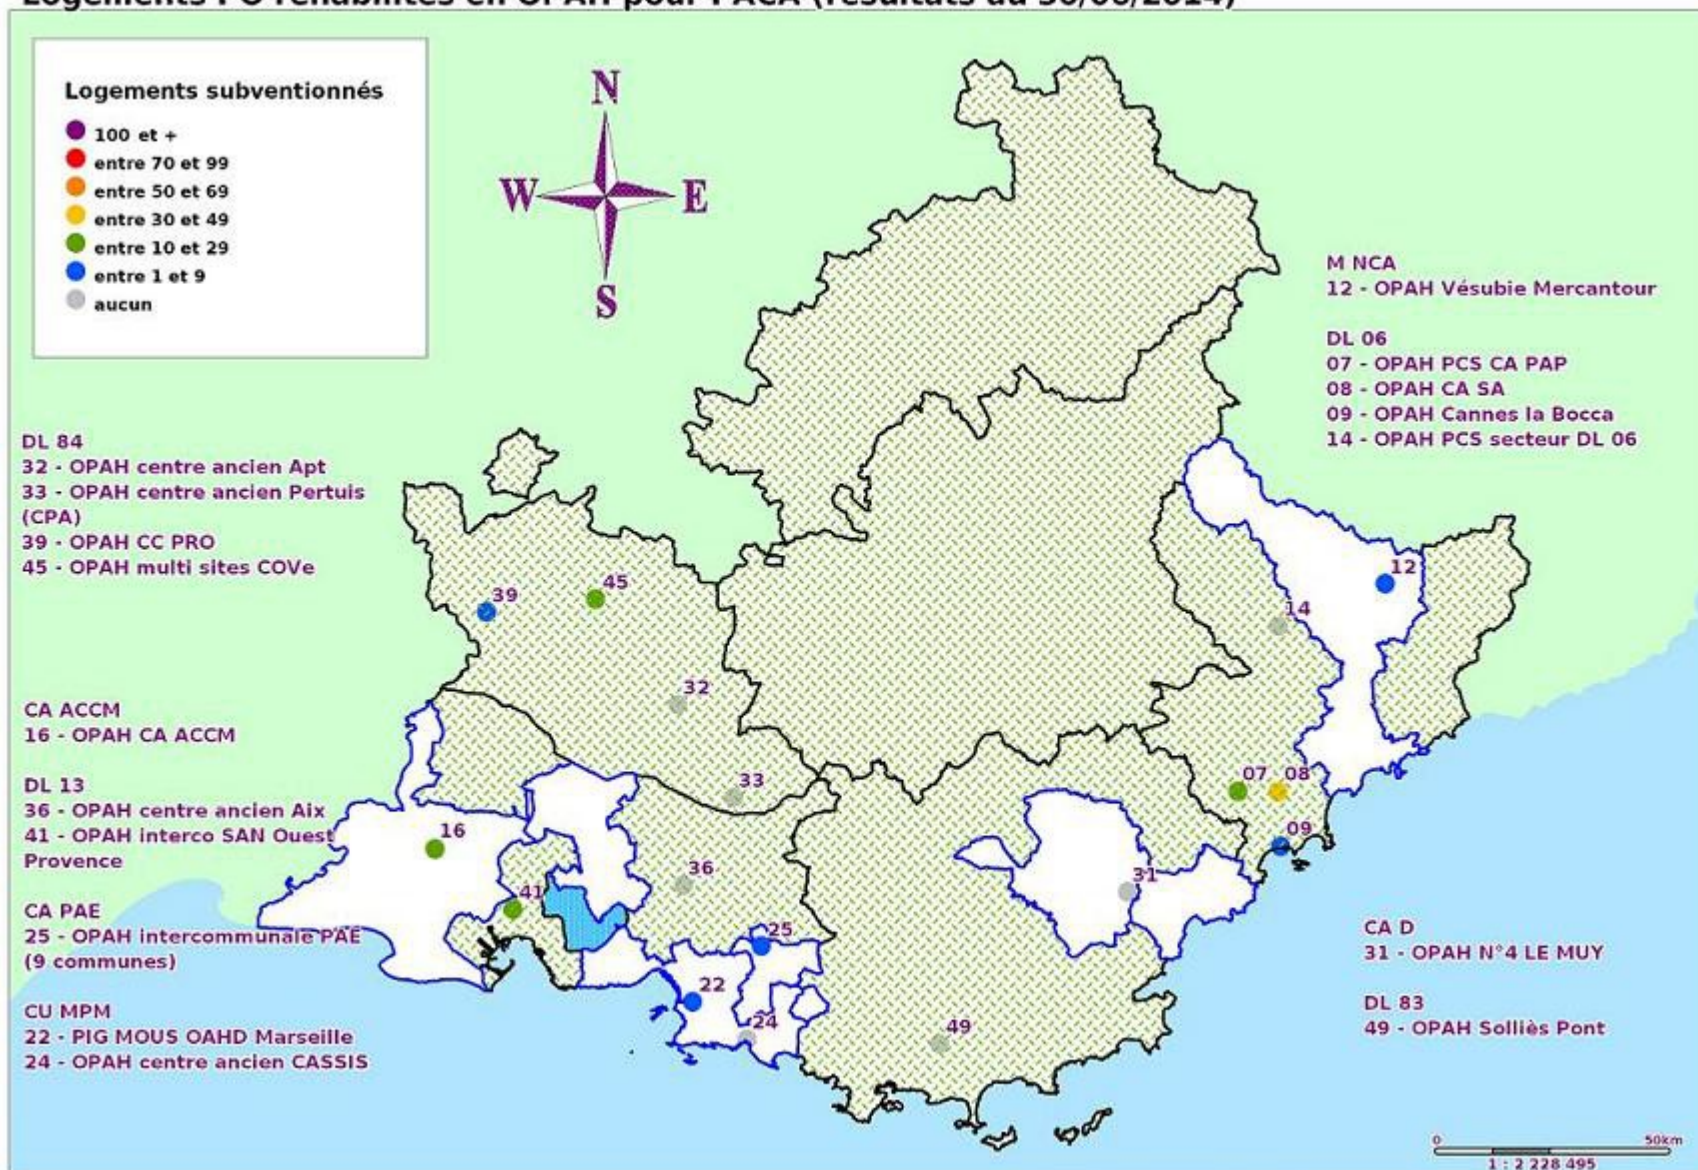 Logements PO réhabilités en OPAH pour PACA (résultats au 30/06/2014)
Logements subventionnés
100 et +
entre 70 et 99
entre 50 et 69
entre 30 et 49
entre 10 et 29
entre 1 et 9
aucun
N
W E
S
M NCA
12 - OPAH Vésubie Mercantour
DL 06
07 - OPAH PCS CA PAP
08 - OPAH CA SA
09 - OPAH Cannes la Bocca
14 - OPAH PCS secteur DL 06
DL 84
32 - OPAH centre ancien Apt
33 - OPAH centre ancien Pertuis
(CPA)
39 - OPAH CC PRO
45 - OPAH multi sites COVe
CA ACCM
16 - OPAH CA ACCM
DL 13
36 - OPAH centre ancien Aix
41 - OPAH interco SAN Ouest
Provence
CA PAE
25 - OPAH intercommunale PAE
(9 communes)
CU MPM
22 - PIG MOUS OAHD Marseille
24 - OPAH centre ancien CASSIS
CA D
31 - OPAH N°4 LE MUY
DL 83
49 - OPAH Solliès Pont
12
45
39
14
32
33
07
08
16
09
36
31
41
25
22
24
49
0 50km
1 : 2 228 495